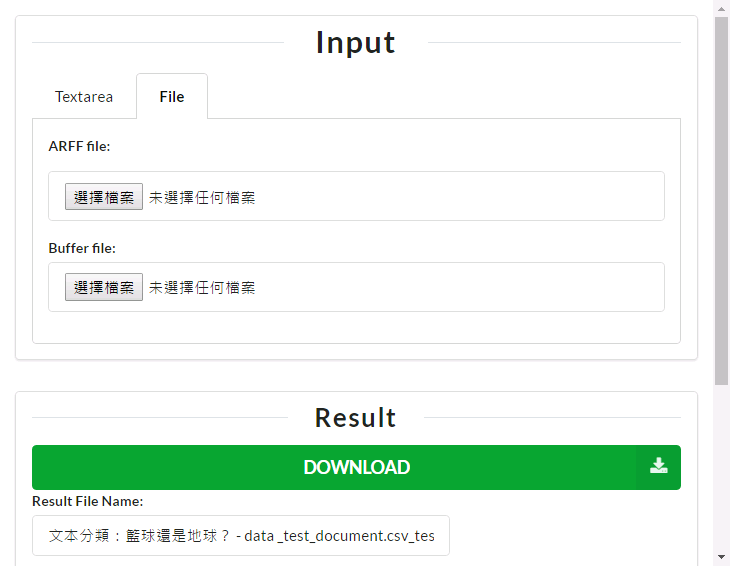 Input
Textarea
File
ARFF file:
選擇檔案 未選擇任何檔案
Buffer file:
選擇檔案 未選擇任何檔案
Result
DOWNLOAD
Result File Name:
文本分類：籃球還是地球？ - data _test_document.csv_tes